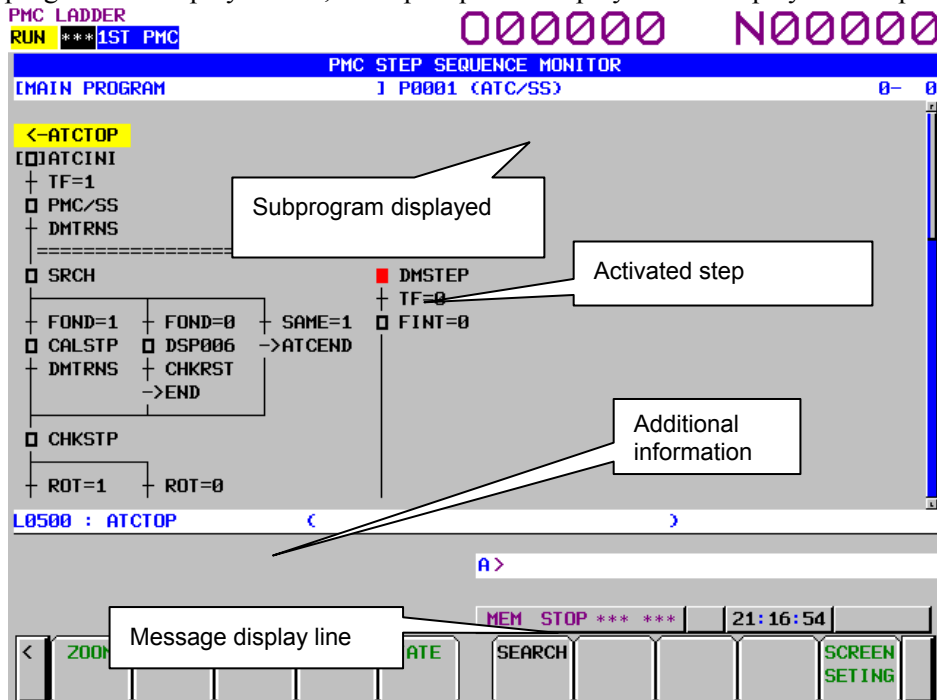 PMC LADDER
O00000 N00000
RUN ***1ST PMC
PMC STEP SEQUENCE MONITOR
[MAIN PROGRAM ] P0001 (ATC/SS) 0- 0
<-ATCTOP
[ ]ATCINI
TF=1
PMC/SS
Subprogram displayed
DMTRNS
SRCH
DMSTEP
Activated step
TF=0
FOND=1 FOND=0 SAME=1 FINT=0
CALSTP DSP006 ->ATCEND
DMTRNS CHKRST
->END
Additional
information
CHKSTP
ROT=1 ROT=0
L0500 : ATCTOP ( )
A>
MEM STOP *** *** 21:16:54
Message display line
< ATE SEARCH SCREEN
SETING